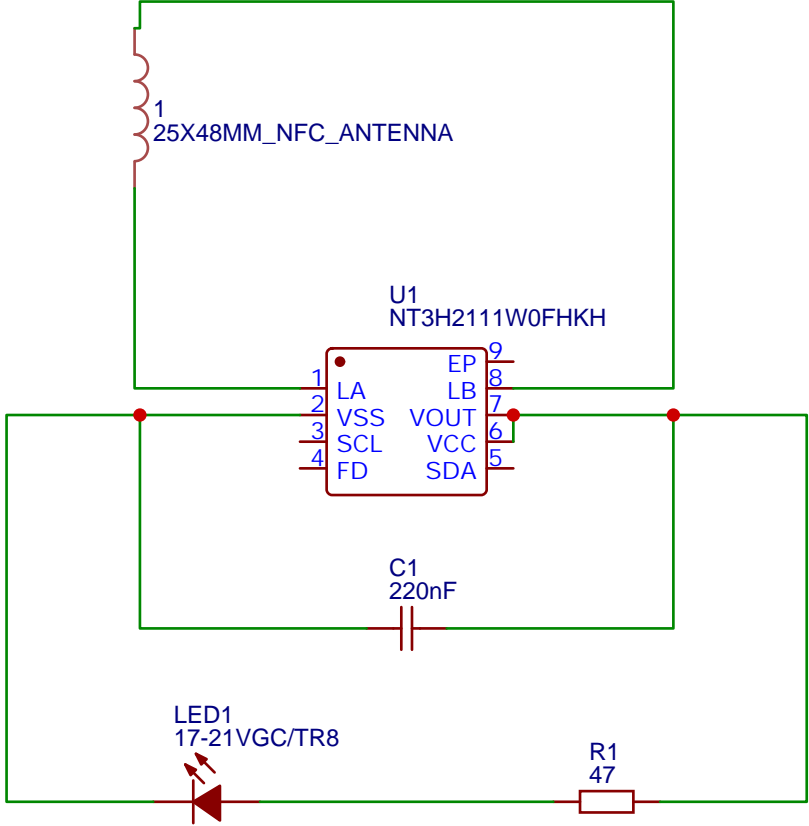 1
25X48MM_NFC_ANTENNA
U1
NT3H2111W0FHKH
1 LA
2 VSS
3 SCL
4 FD
EP 9
LB 8
VOUT 7
VCC 6
SDA 5
C1
220nF
LED1
17-21VGC/TR8
R1
47